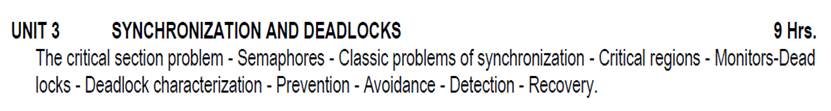 UNIT 3 SYNCHRONIZATION AND DEADLOCKS 9 Hrs.
The critical section problem - Semaphores - Classic problems of synchronization - Critical regions - Monitors-Dead
locks - Deadlock characterization - Prevention - Avoidance - Detection - Recovery.